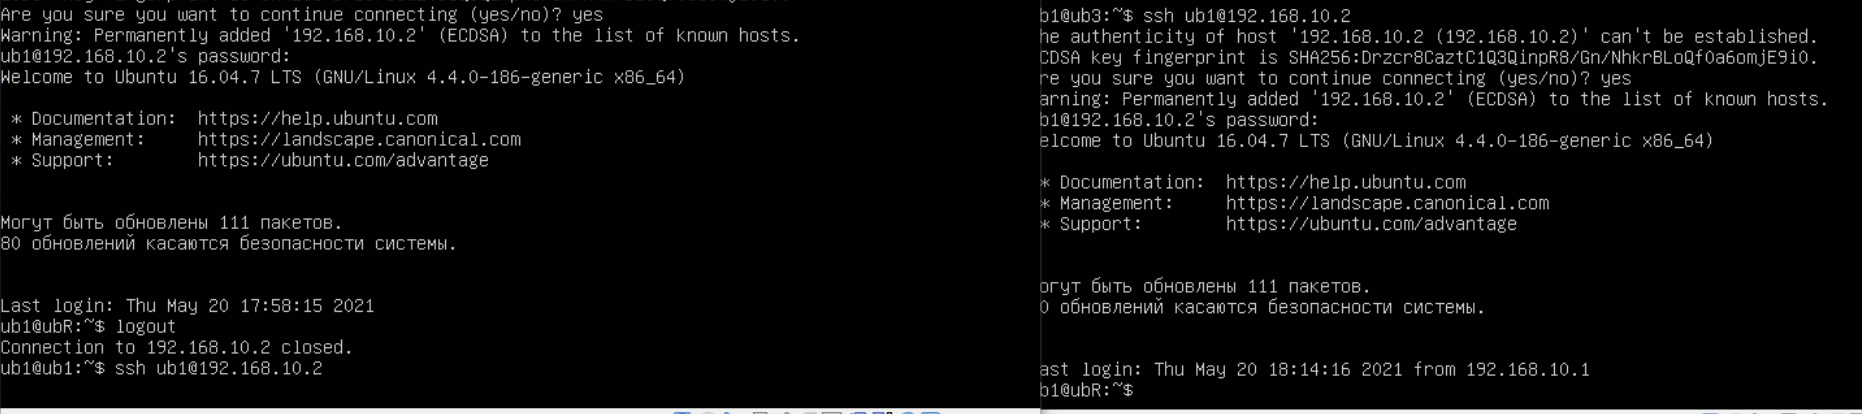 Are you sure you want to continue connecting (yes/no)? yes
Warning: Permanently added '192.168.10.2' (ECDSA) to the list of known hosts.
ub1@192.168.10.2's password:
Welcome to Ubuntu 16.04.7 LTS (GNU/Linux 4.4.0-186-generic x86_64)
* Documentation: https://help.ubuntu.com
* Management: https://landscape.canonical.com
* Support: https://ubuntu.com/advantage
Могут быть обновлены 111 пакетов.
80 обновлений касаются безопасности системы.
Last login: Thu May 20 17:58:15 2021
ub1@ubR:~$ logout
Connection to 192.168.10.2 closed.
ub1@ub1:~$ ssh ub1@192.168.10.2
b1@ub3:~$ ssh ub1@192.168.10.2
he authenticity of host '192.168.10.2 (192.168.10.2)' can't be established.
CDSA key fingerprint is SHA256:Drzcr8CaztC1Q3QinpR8/Gn/NhkrBLoQf0a6omjE9i0.
re you sure you want to continue connecting (yes/no)? yes
arning: Permanently added '192.168.10.2' (ECDSA) to the list of known hosts.
b1@192.168.10.2's password:
elcome to Ubuntu 16.04.7 LTS (GNU/Linux 4.4.0-186-generic x86_64)
* Documentation: https://help.ubuntu.com
* Management: https://landscape.canonical.com
* Support: https://ubuntu.com/advantage
огут быть обновлены 111 пакетов.
0 обновлений касаются безопасности системы.
ast login: Thu May 20 18:14:16 2021 from 192.168.10.1
b1@ubR:~$